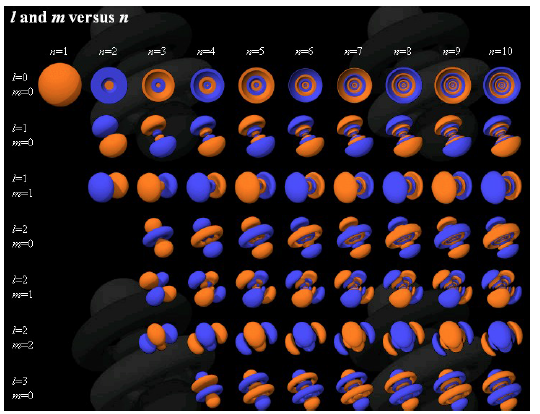 l and m versus n
n=1 n=2 n=3 n=4 n=5 n=6 n=7 n=8 n=9 n=10
l=0
m=0
l=1
m=0
l=1
m=1
l=2
m=0
l=2
m=1
l=2
m=2
l=3
m=0